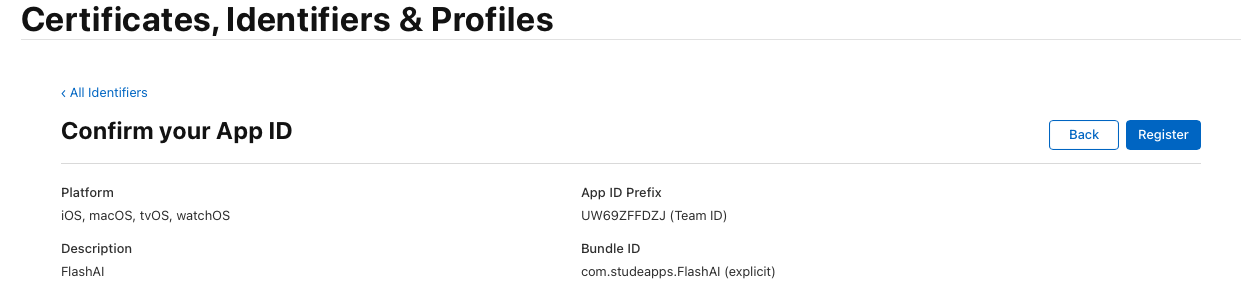 Certificates, Identifiers & Profiles
‹ All Identifiers
Confirm your App ID
Back
Register
Platform
iOS, macOS, tvOS, watchOS
App ID Prefix
UW69ZFFDZJ (Team ID)
Description
FlashAI
Bundle ID
com.studeapps.FlashAI (explicit)